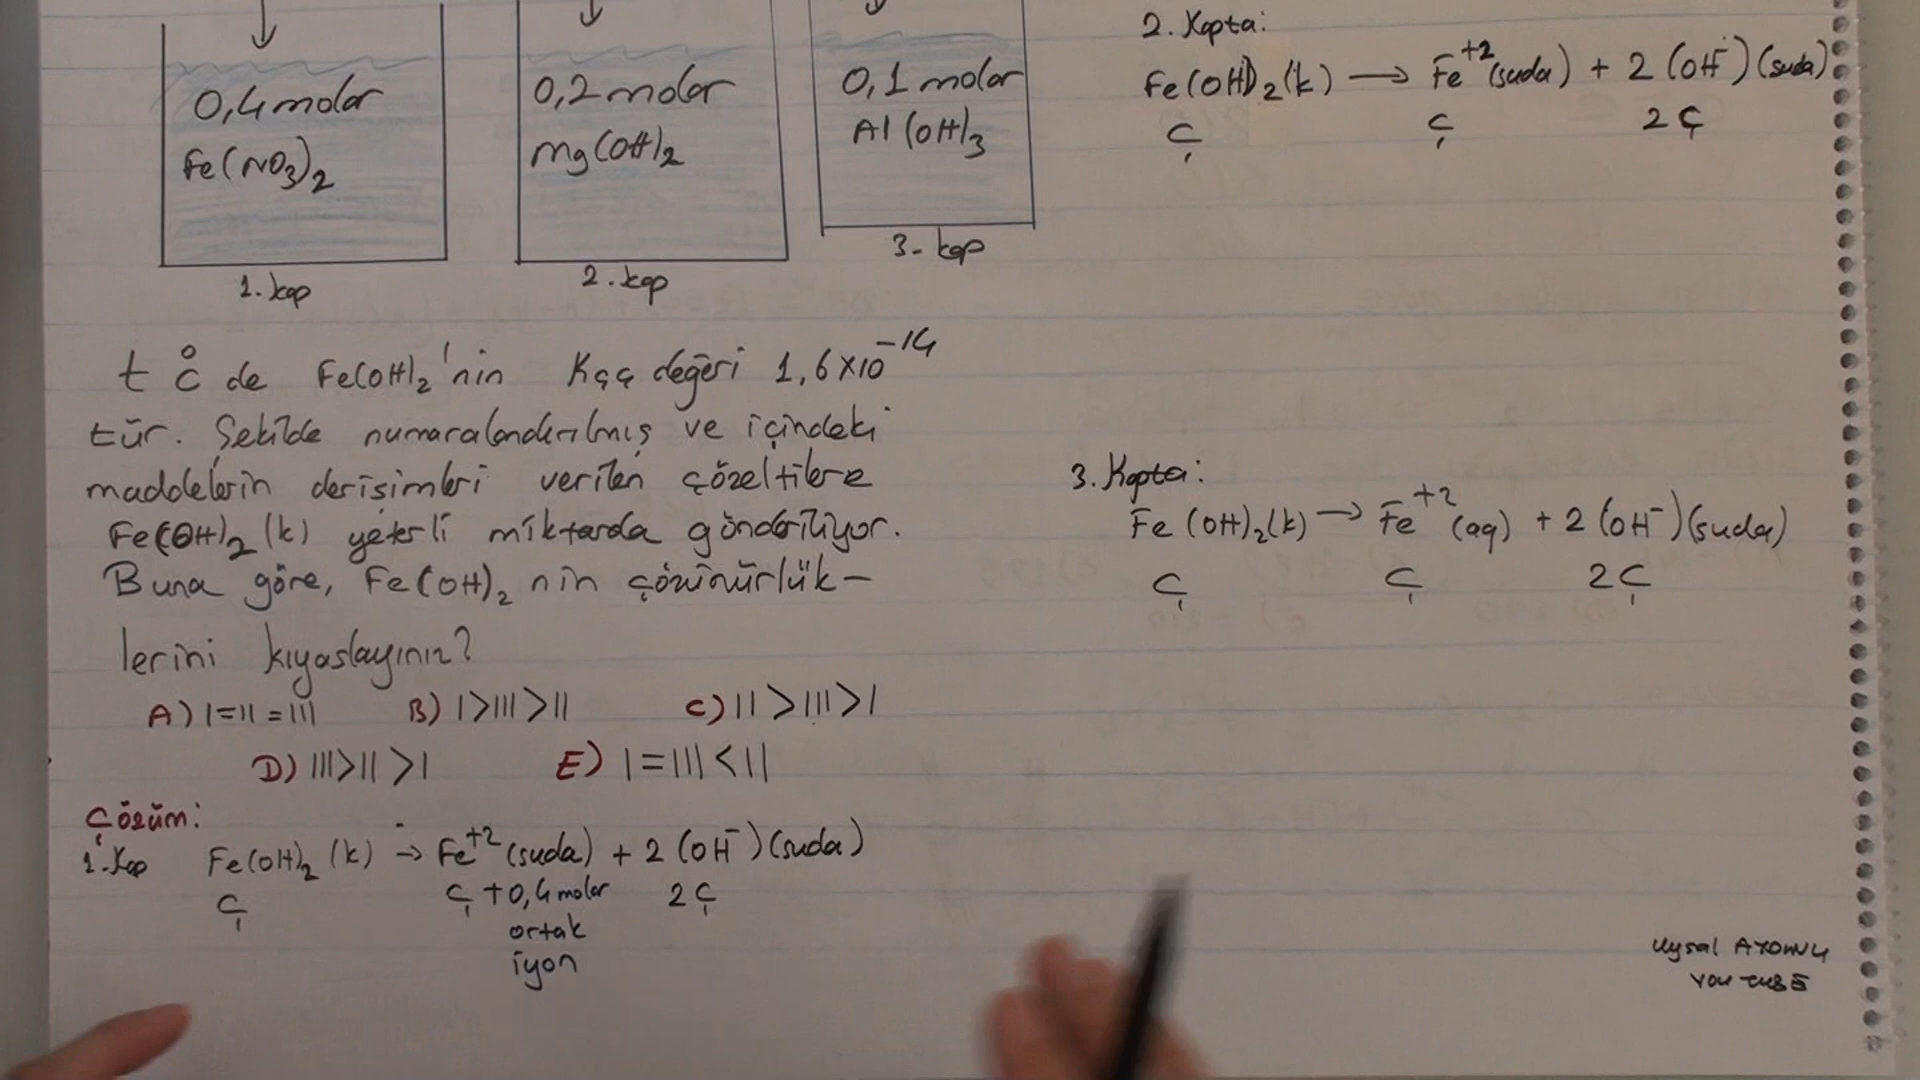 0,4 molar
Fe(NO3)2
1. kap
0,2 molar
mg(OH)2
2. kap
0,1 molar
Al(OH)3
3- kap
t °C de Fe(OH)2'nin Kçç değeri 1,6x10^-14
tür. Şekilde numaralandırılmış ve içindeki
maddelerin derişimleri verilen çözeltilere
Fe(OH)2 (k) yeterli miktarda gönderiliyor.
Buna göre, Fe(OH)2 nin çözünürlük-
lerini kıyaslayınız?
A) I=II=III B) I>III>II C) II>III>I
D) III>II>I E) I=III<II
Çözüm:
1. Kap Fe(OH)2 (k) → Fe+2 (suda) + 2 (OH-)(suda)
Ç Ç+0,4 molar 2Ç
ortak
iyon
2. Kapta:
Fe(OH)2(k) → Fe+2(suda) + 2(OH-)(suda)
Ç Ç 2Ç
3. Kapta:
Fe(OH)2(k) → Fe+2(aq) + 2(OH-)(suda)
Ç Ç 2Ç
Uysal
YOUTUBE